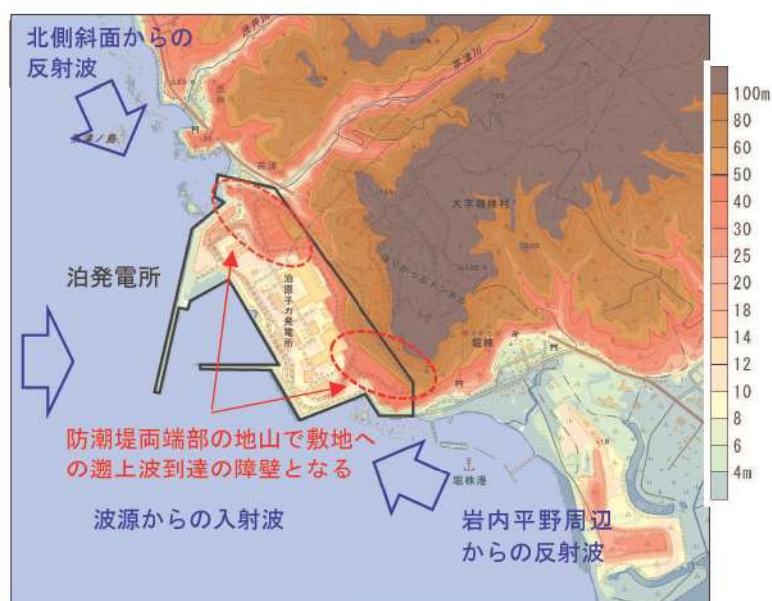 北側斜面からの
反射波
茶津川
茶津
大字堀株村
泊発電所
泊原子力発電所
堀株
防潮堤両端部の地山で敷地へ
の遡上波到達の障壁となる
堀株港
波源からの入射波
岩内平野周辺
からの反射波
100m
80
60
50
40
30
25
20
18
14
12
10
8
6
4m